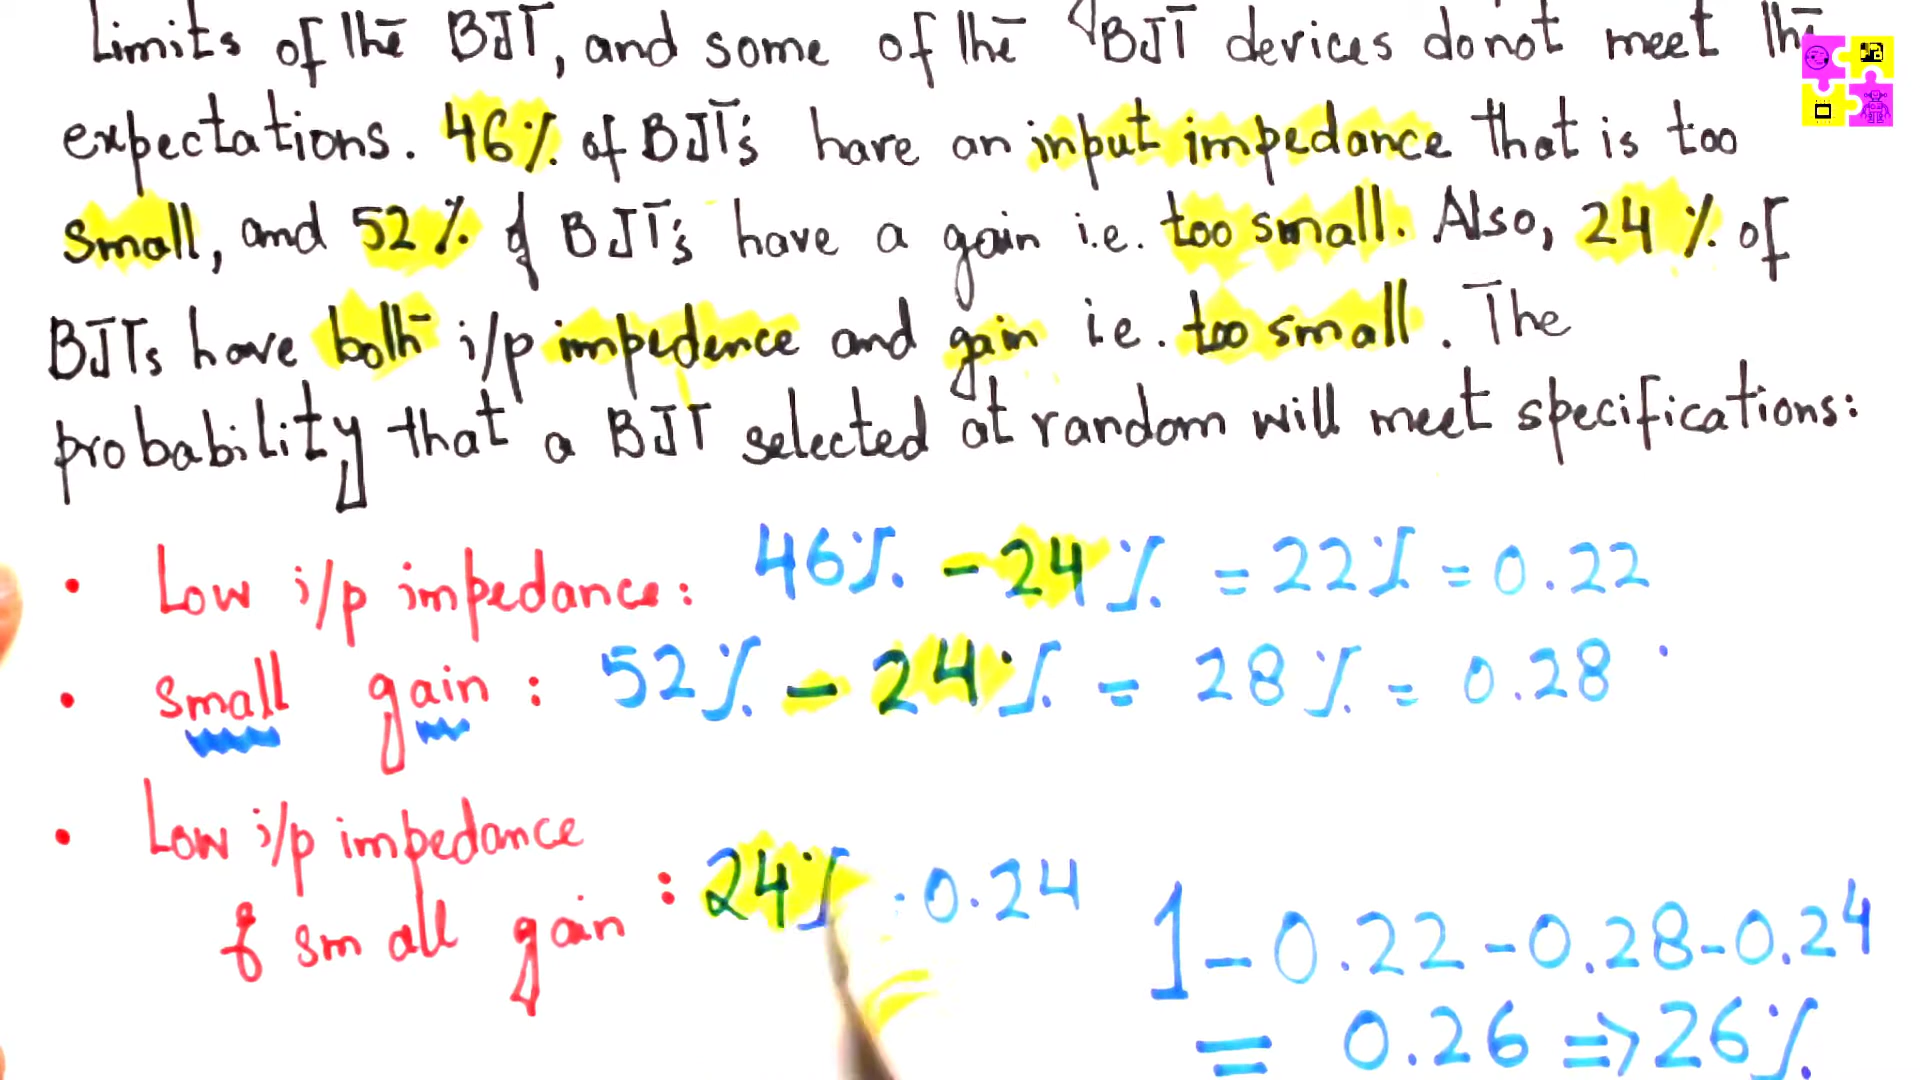 Limits of the BJT, and some of the BJT devices donot meet the
expectations. 46% of BJT's have an input impedance that is too
small, and 52% of BJT's have a gain i.e. too small. Also, 24% of
BJTs have both i/p impedence and gain i.e. too small. The
probability that a BJT selected at random will meet specifications:
• Low i/p impedance: 46% - 24% = 22% = 0.22
• small gain: 52% - 24% = 28% = 0.28
• Low i/p impedance
& small gain : 24% 0.24
1-0.22-0.28-0.24
= 0.26 => 26%